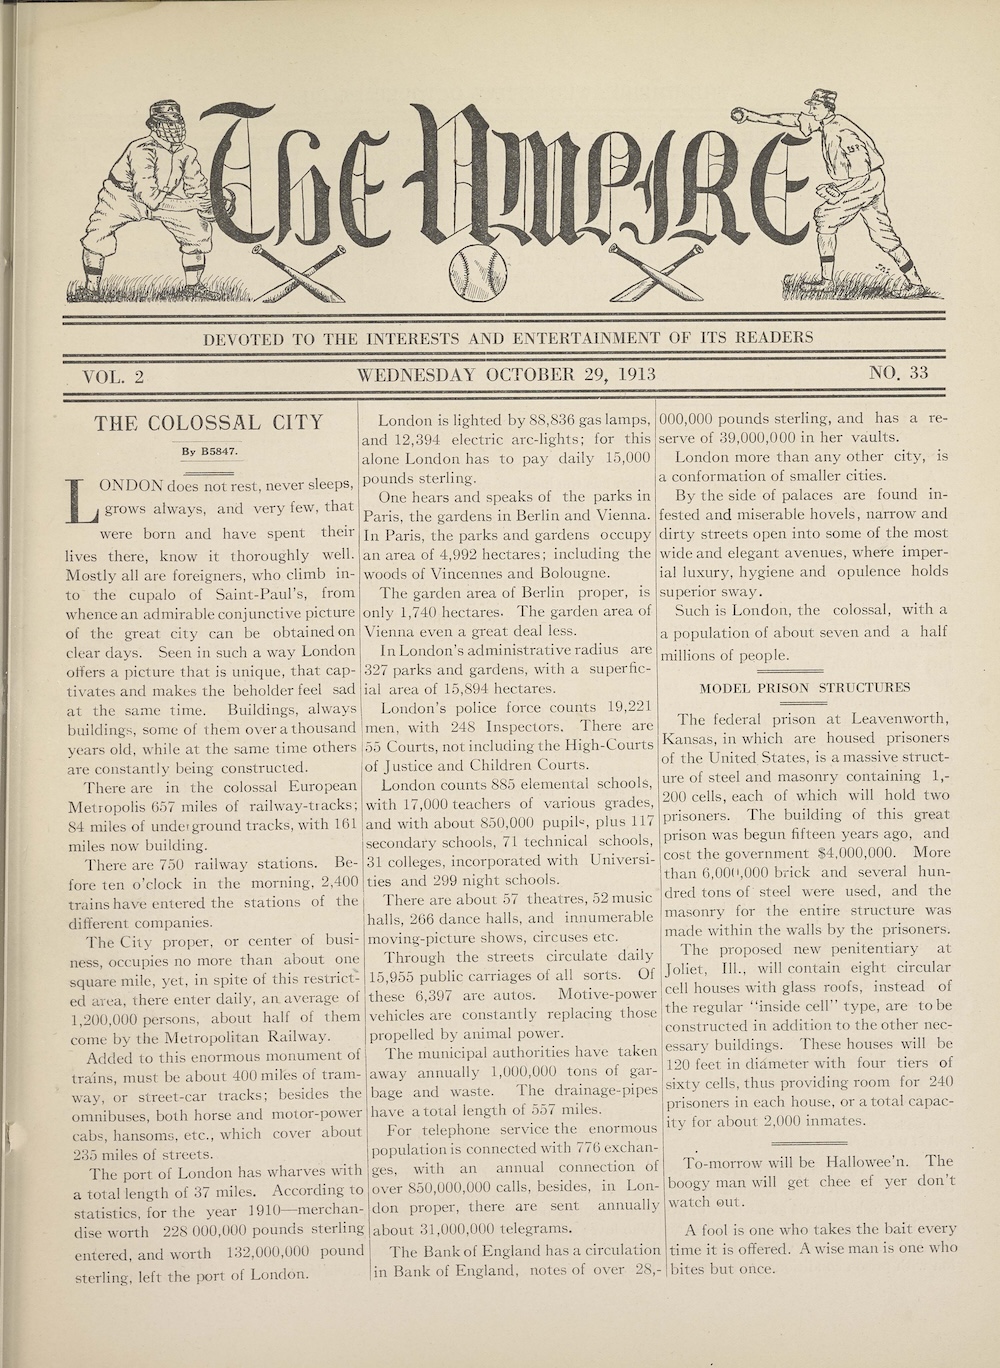 The Umpire
DEVOTED TO THE INTERESTS AND ENTERTAINMENT OF ITS READERS
VOL. 2 WEDNESDAY OCTOBER 29, 1913 NO. 33
THE COLOSSAL CITY
By B5847.
LONDON does not rest, never sleeps,
grows always, and very few, that
were born and have spent their
lives there, know it thoroughly well.
Mostly all are foreigners, who climb in-
to the cupalo of Saint-Paul's, from
whence an admirable conjunctive picture
of the great city can be obtained on
clear days. Seen in such a way London
offers a picture that is unique, that cap-
tivates and makes the beholder feel sad
at the same time. Buildings, always
buildings, some of them over a thousand
years old, while at the same time others
are constantly being constructed.
There are in the colossal European
Metropolis 657 miles of railway-tracks;
84 miles of underground tracks, with 161
miles now building.
There are 750 railway stations. Be-
fore ten o'clock in the morning, 2,400
trains have entered the stations of the
different companies.
The City proper, or center of busi-
ness, occupies no more than about one
square mile, yet, in spite of this restrict-
ed area, there enter daily, an average of
1,200,000 persons, about half of them
come by the Metropolitan Railway.
Added to this enormous monument of
trains, must be about 400 miles of tram-
way, or street-car tracks; besides the
omnibuses, both horse and motor-power
cabs, hansoms, etc., which cover about
235 miles of streets.
The port of London has wharves with
a total length of 37 miles. According to
statistics, for the year 1910—merchan-
dise worth 228 000,000 pounds sterling
entered, and worth 132,000,000 pound
sterling, left the port of London.
London is lighted by 88,836 gas lamps,
and 12,394 electric arc-lights; for this
alone London has to pay daily 15,000
pounds sterling.
One hears and speaks of the parks in
Paris, the gardens in Berlin and Vienna.
In Paris, the parks and gardens occupy
an area of 4,992 hectares; including the
woods of Vincennes and Bolougne.
The garden area of Berlin proper, is
only 1,740 hectares. The garden area of
Vienna even a great deal less.
In London's administrative radius are
327 parks and gardens, with a superfic-
ial area of 15,894 hectares.
London's police force counts 19,221
men, with 248 Inspectors. There are
55 Courts, not including the High-Courts
of Justice and Children Courts.
London counts 885 elemental schools,
with 17,000 teachers of various grades,
and with about 850,000 pupils, plus 117
secondary schools, 71 technical schools,
31 colleges, incorporated with Universi-
ties and 299 night schools.
There are about 57 theatres, 52 music
halls, 266 dance halls, and innumerable
moving-picture shows, circuses etc.
Through the streets circulate daily
15,955 public carriages of all sorts. Of
these 6,397 are autos. Motive-power
vehicles are constantly replacing those
propelled by animal power.
The municipal authorities have taken
away annually 1,000,000 tons of gar-
bage and waste. The drainage-pipes
have a total length of 557 miles.
For telephone service the enormous
population is connected with 776 exchan-
ges, with an annual connection of
over 850,000,000 calls, besides, in Lon-
don proper, there are sent annually
about 31,000,000 telegrams.
The Bank of England has a circulation
in Bank of England, notes of over 28,-
000,000 pounds sterling, and has a re-
serve of 39,000,000 in her vaults.
London more than any other city, is
a conformation of smaller cities.
By the side of palaces are found in-
fested and miserable hovels, narrow and
dirty streets open into some of the most
wide and elegant avenues, where imper-
ial luxury, hygiene and opulence holds
superior sway.
Such is London, the colossal, with a
a population of about seven and a half
millions of people.
MODEL PRISON STRUCTURES
The federal prison at Leavenworth,
Kansas, in which are housed prisoners
of the United States, is a massive struct-
ure of steel and masonry containing 1,-
200 cells, each of which will hold two
prisoners. The building of this great
prison was begun fifteen years ago, and
cost the government $4,000,000. More
than 6,000,000 brick and several hun-
dred tons of steel were used, and the
masonry for the entire structure was
made within the walls by the prisoners.
The proposed new penitentiary at
Joliet, Ill., will contain eight circular
cell houses with glass roofs, instead of
the regular "inside cell" type, are to be
constructed in addition to the other nec-
essary buildings. These houses will be
120 feet in diameter with four tiers of
sixty cells, thus providing room for 240
prisoners in each house, or a total capac-
ity for about 2,000 inmates.
To-morrow will be Hallowee'n. The
boogy man will get chee ef yer don't
watch out.
A fool is one who takes the bait every
time it is offered. A wise man is one who
bites but once.